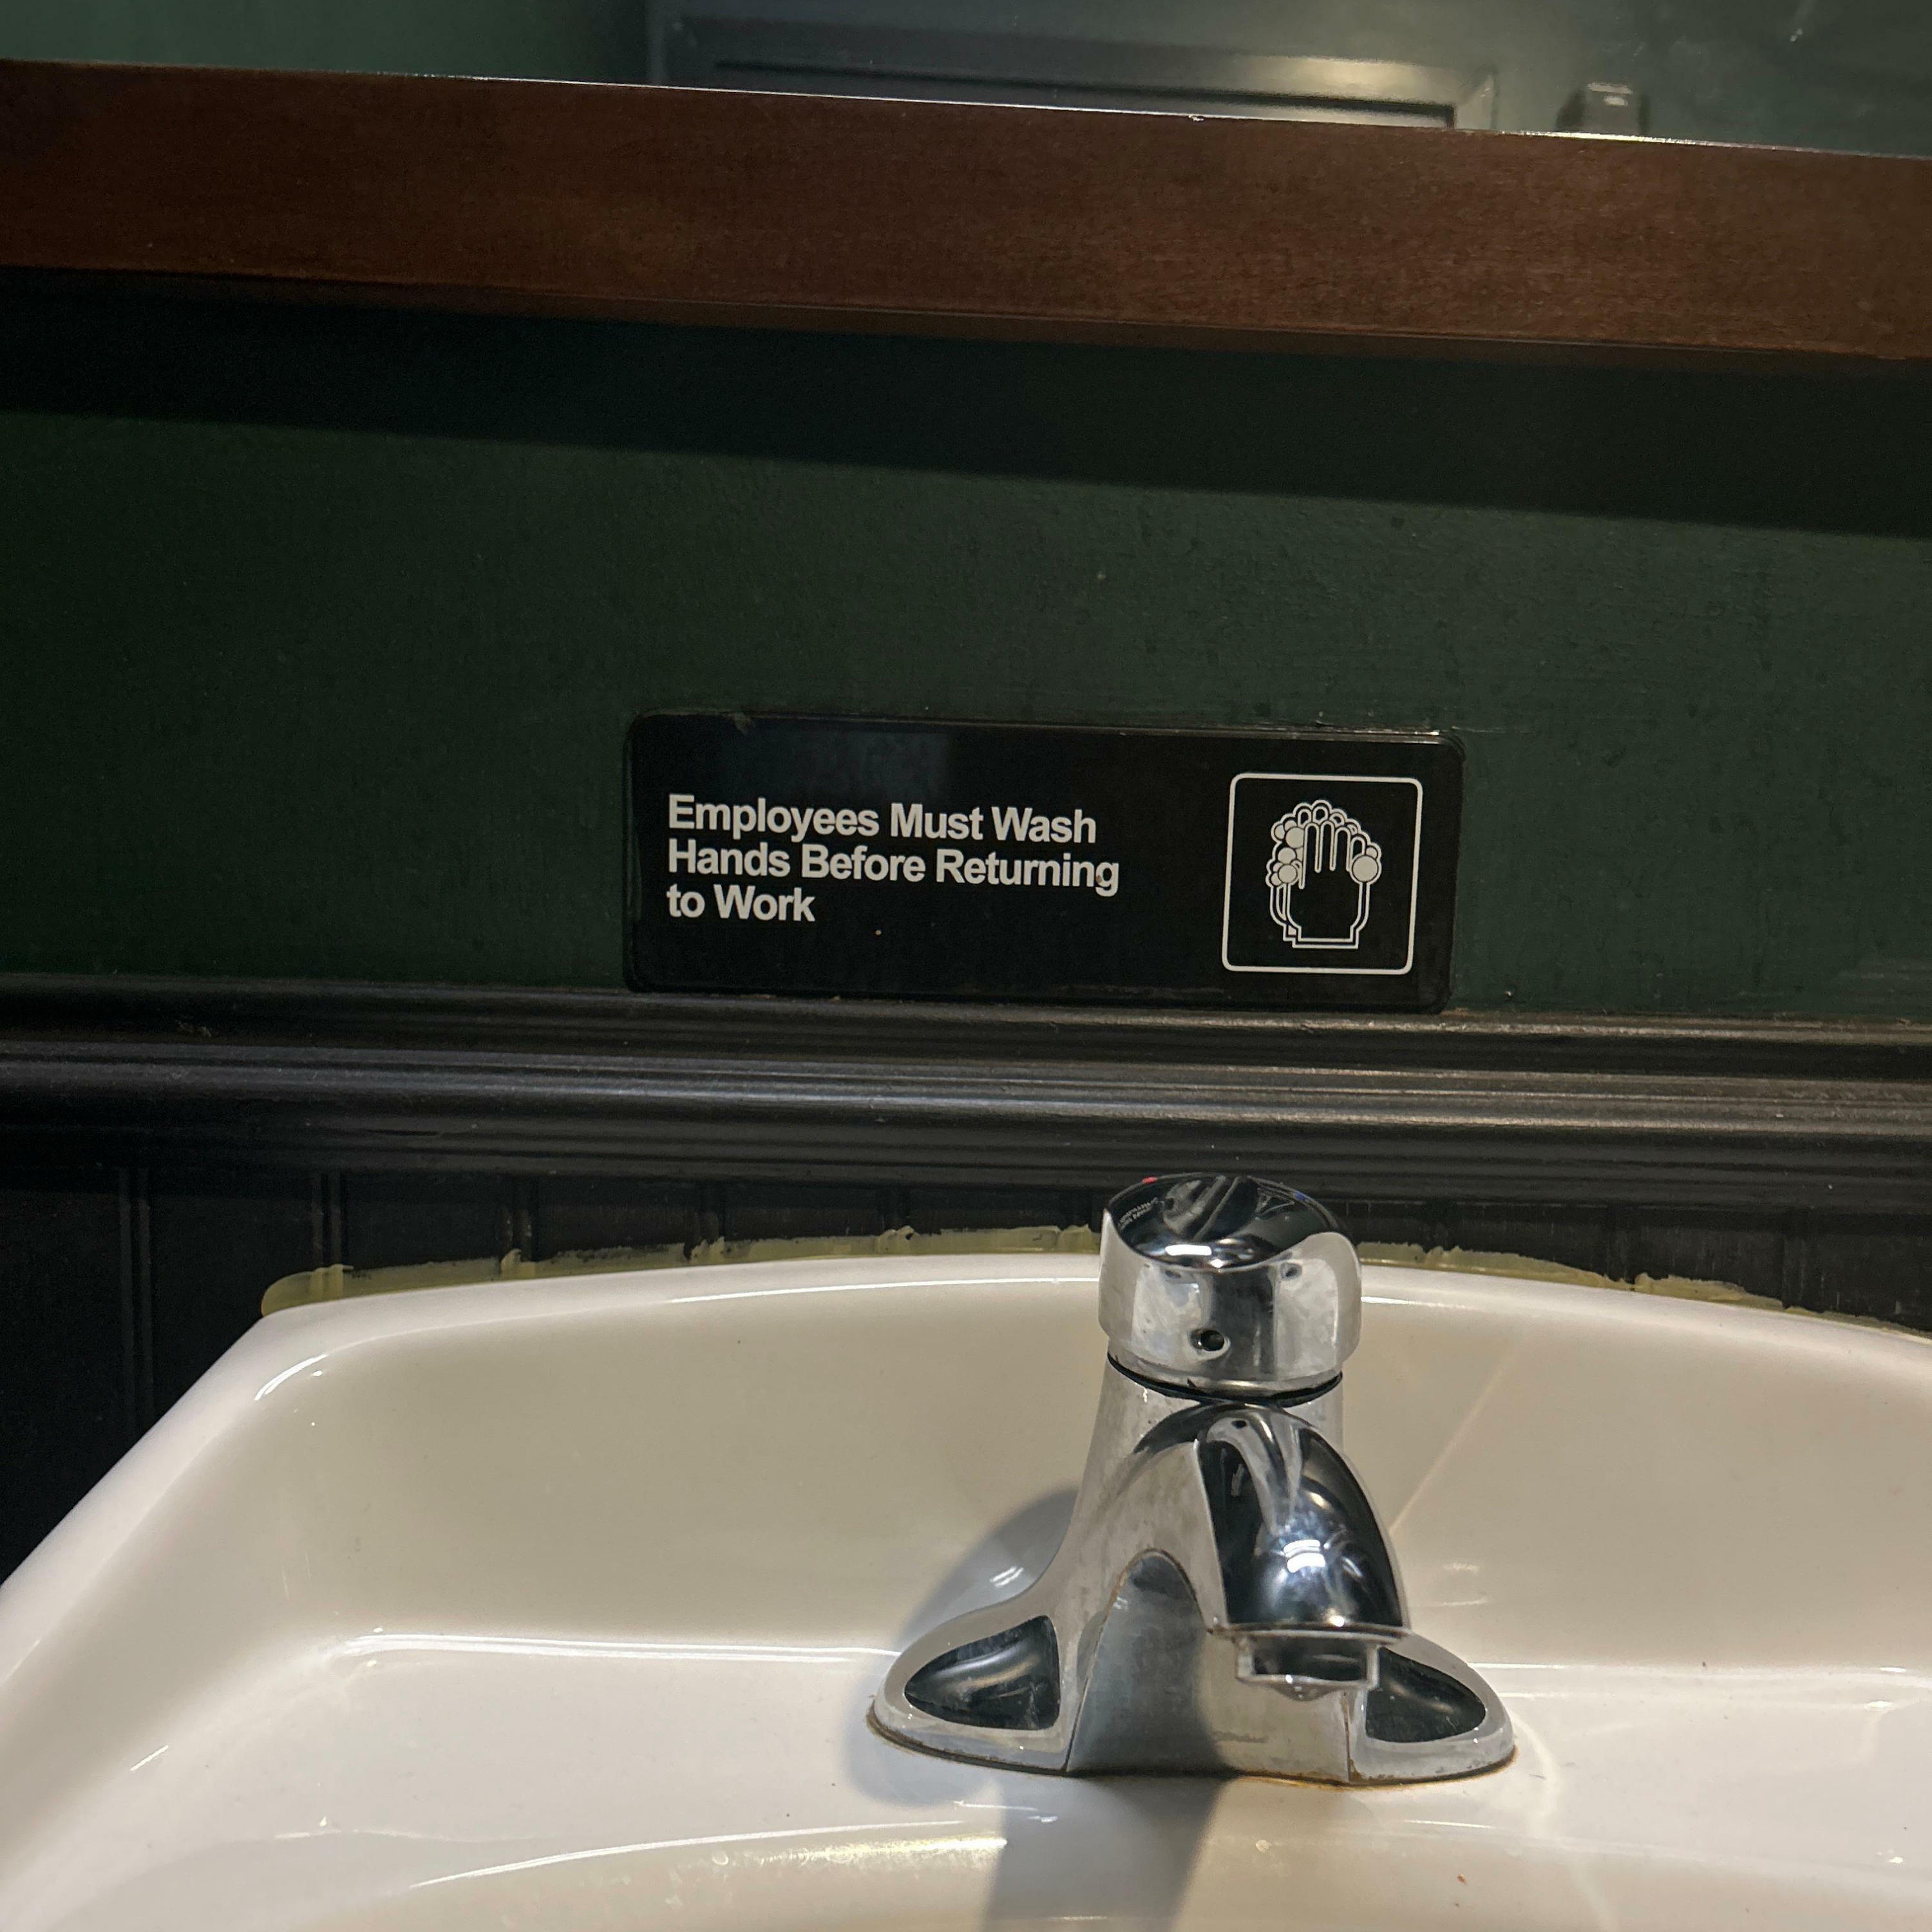 Employees Must Wash
Hands Before Returning
to Work